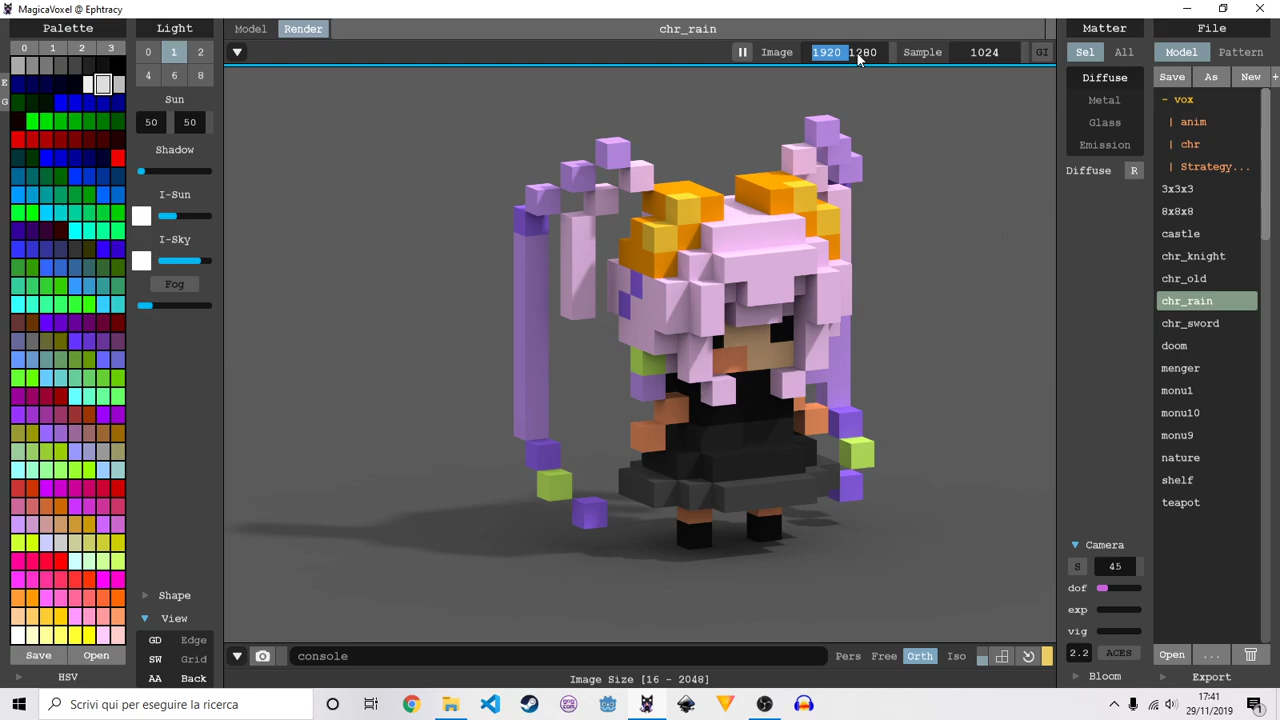 MagicaVoxel @ Ephtracy
Palette
Light
Model
Render
chr_rain
Matter
File
0 1 2 3
0 1 2
Image
1920 1280
Sample
1024
GI
Sel
All
Model
Pattern
4 6 8
Diffuse
Save
As
New
+
E
G
Sun
50 50
Metal
Glass
Emission
- vox
| anim
| chr
| Strategy...
Shadow
Diffuse
R
3x3x3
8x8x8
castle
chr_knight
chr_old
chr_rain
chr_sword
doom
menger
monu1
monu10
monu9
nature
shelf
teapot
I-Sun
I-Sky
Fog
Camera
S
45
dof
exp
vig
2.2
ACES
Bloom
Shape
View
GD Edge
SW Grid
AA Back
Save
Open
HSV
console
Pers
Free
Orth
Iso
Open
...
Export
Image Size [16 - 2048]
Scrivi qui per eseguire la ricerca
17:41
29/11/2019
1